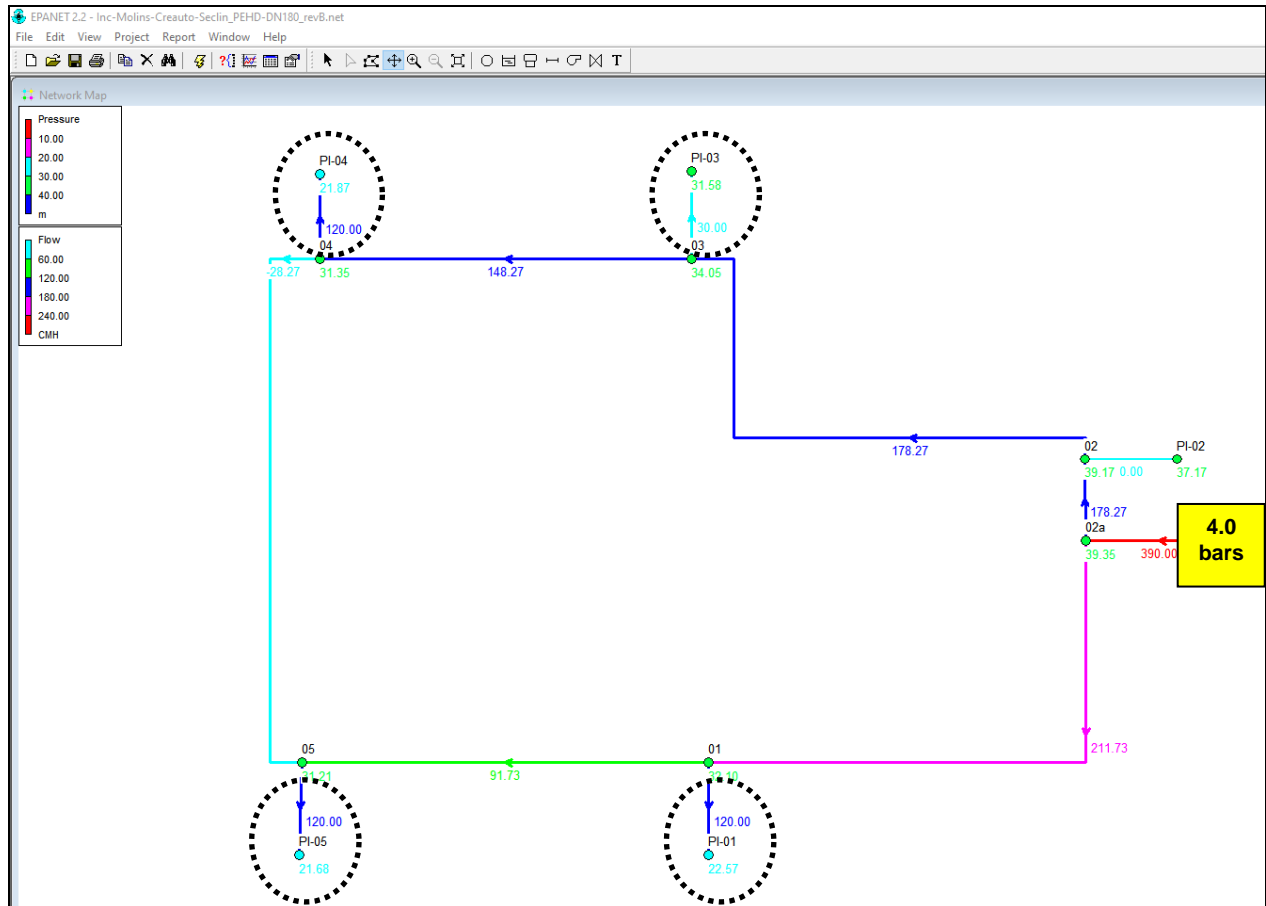 EPANET 2.2 - Inc-Molins-Creauto-Seclin_PEHD-DN180_revB.net
File Edit View Project Report Window Help
Network Map
Pressure
10.00
20.00
30.00
40.00
m
Flow
60.00
120.00
180.00
240.00
CMH
PI-04
21.87
120.00
04
-28.27
31.35
148.27
PI-03
31.58
30.00
03
34.05
178.27
02
39.17
0.00
PI-02
37.17
178.27
02a
39.35
390.00
4.0
bars
211.73
05
31.21
91.73
01
32.10
120.00
PI-05
21.68
120.00
PI-01
22.57